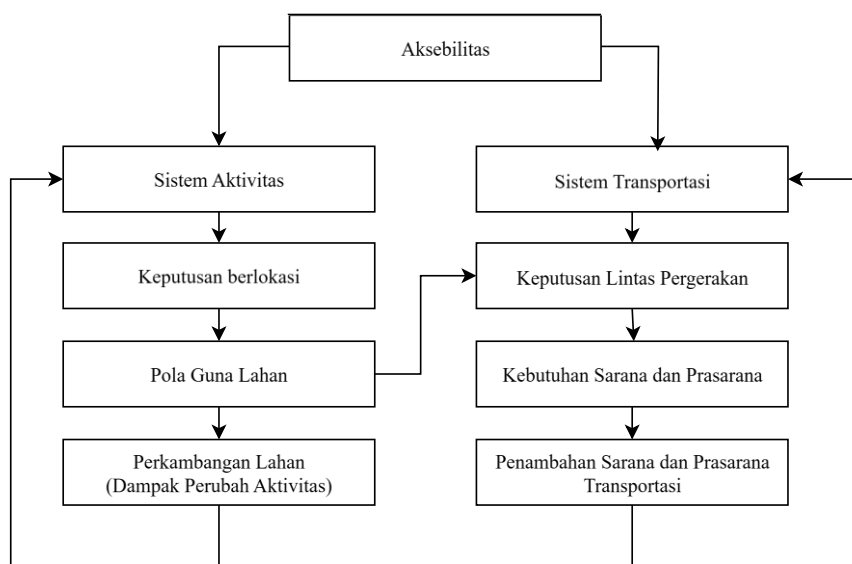 Aksebilitas
Sistem Aktivitas
Sistem Transportasi
Keputusan berlokasi
Keputusan Lintas Pergerakan
Pola Guna Lahan
Kebutuhan Sarana dan Prasarana
Perkambangan Lahan
(Dampak Perubah Aktivitas)
Penambahan Sarana dan Prasarana
Transportasi